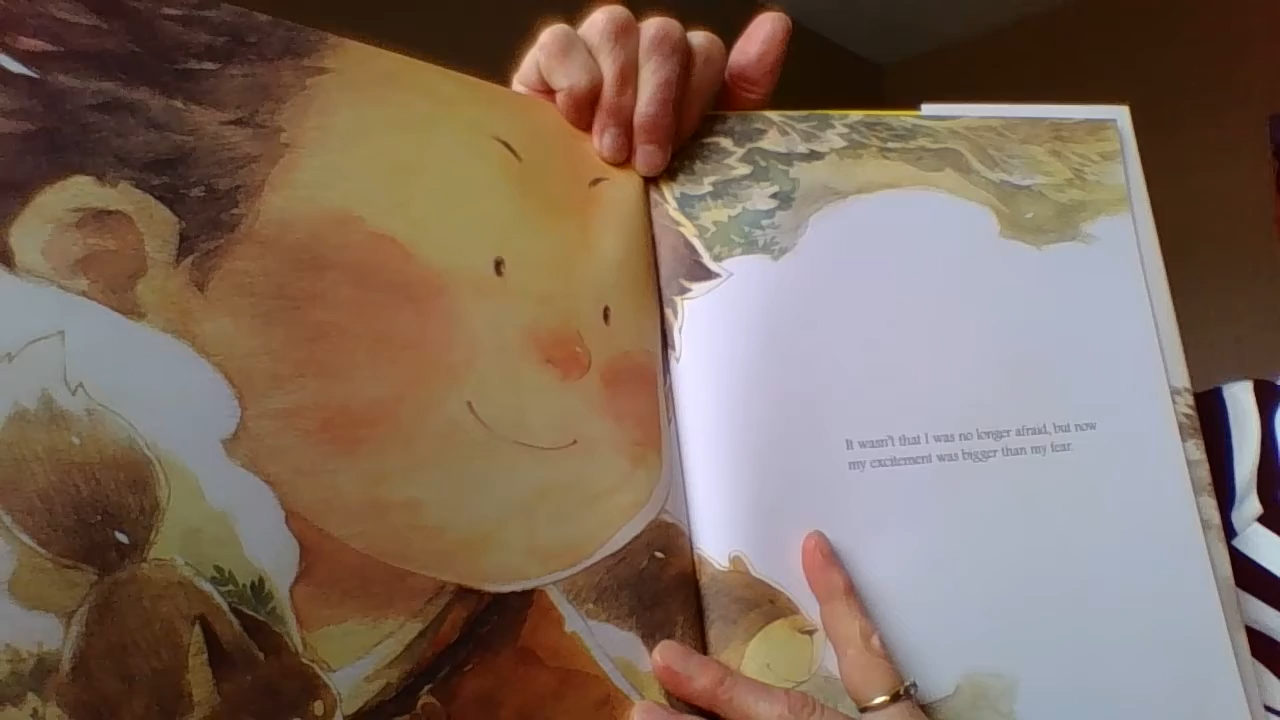 It wasn't that I was no longer afraid, but now
my excitement was bigger than my fear.